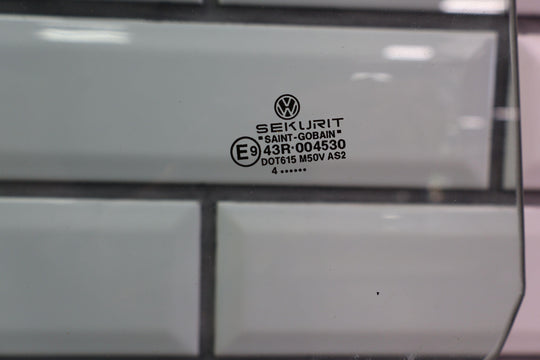 SEKURIT
"SAINT-GOBAIN"
E9 43R-004530
DOT615 M50V AS2
4 ••••••